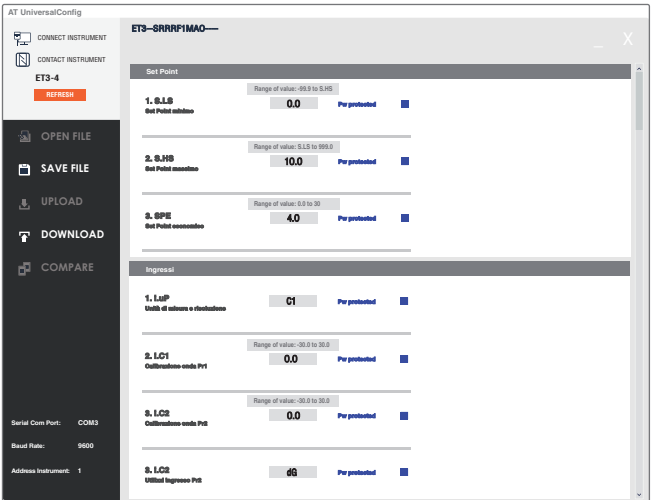 AT UniversalConfig
CONNECT INSTRUMENT
CONTACT INSTRUMENT
ET3-4
REFRESH
OPEN FILE
SAVE FILE
UPLOAD
DOWNLOAD
COMPARE
Serial Com Port: COM3
Baud Rate: 9600
Address Instrument: 1
ET3--SRRRF1MAO----
_ X
Set Point
Range of value: -99.9 to S.HS
1. S.LS 0.0 Pw protected
Set Point minimo
Range of value: S.LS to 999.0
2. S.HS 10.0 Pw protected
Set Point massimo
Range of value: 0.0 to 30
3. SPE 4.0 Pw protected
Set Point economico
Ingressi
1. I.uP C1 Pw protected
Unità di misura e risoluzione
Range of value: -30.0 to 30.0
2. I.C1 0.0 Pw protected
Calibrazione sonda Pr1
Range of value: -30.0 to 30.0
3. I.C2 0.0 Pw protected
Calibrazione sonda Pr2
3. I.C2 dG Pw protected
Utilizzi ingresso Pr2